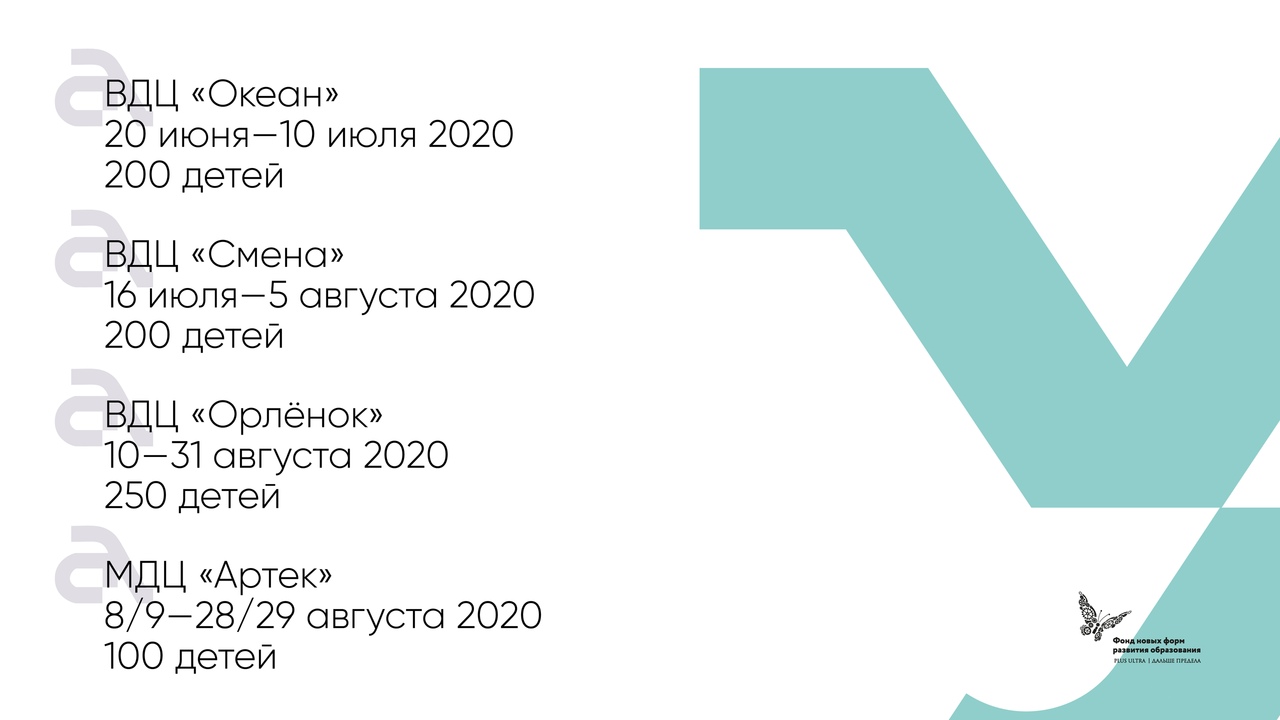 ВДЦ «Океан»
20 июня—10 июля 2020
200 детей
ВДЦ «Смена»
16 июля—5 августа 2020
200 детей
ВДЦ «Орлёнок»
10—31 августа 2020
250 детей
МДЦ «Артек»
8/9—28/29 августа 2020
100 детей
Фонд новых форм
развития образования
PLUS ULTRA | ДАЛЬШЕ ПРЕДЕЛА